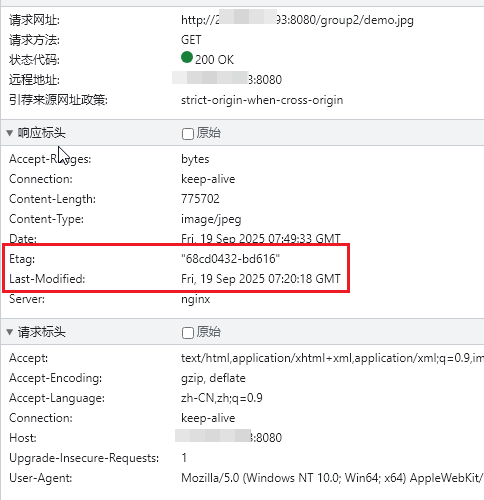 请求网址: http://2 93:8080/group2/demo.jpg
请求方法: GET
状态代码: 200 OK
远程地址: 3:8080
引荐来源网址政策: strict-origin-when-cross-origin
响应标头 原始
Accept-Ranges: bytes
Connection: keep-alive
Content-Length: 775702
Content-Type: image/jpeg
Date: Fri, 19 Sep 2025 07:49:33 GMT
Etag: "68cd0432-bd616"
Last-Modified: Fri, 19 Sep 2025 07:20:18 GMT
Server: nginx
请求标头 原始
Accept: text/html,application/xhtml+xml,application/xml;q=0.9,im
Accept-Encoding: gzip, deflate
Accept-Language: zh-CN,zh;q=0.9
Connection: keep-alive
Host: 3:8080
Upgrade-Insecure-Requests: 1
User-Agent: Mozilla/5.0 (Windows NT 10.0; Win64; x64) AppleWebKit/